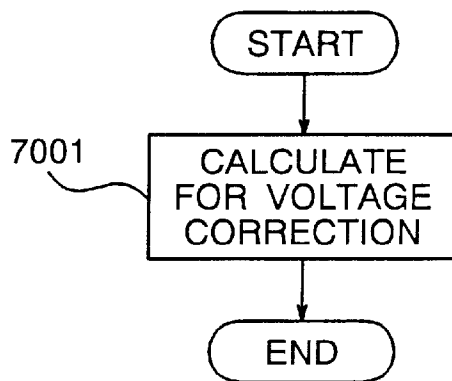 START
7001
CALCULATE
FOR VOLTAGE
CORRECTION
END